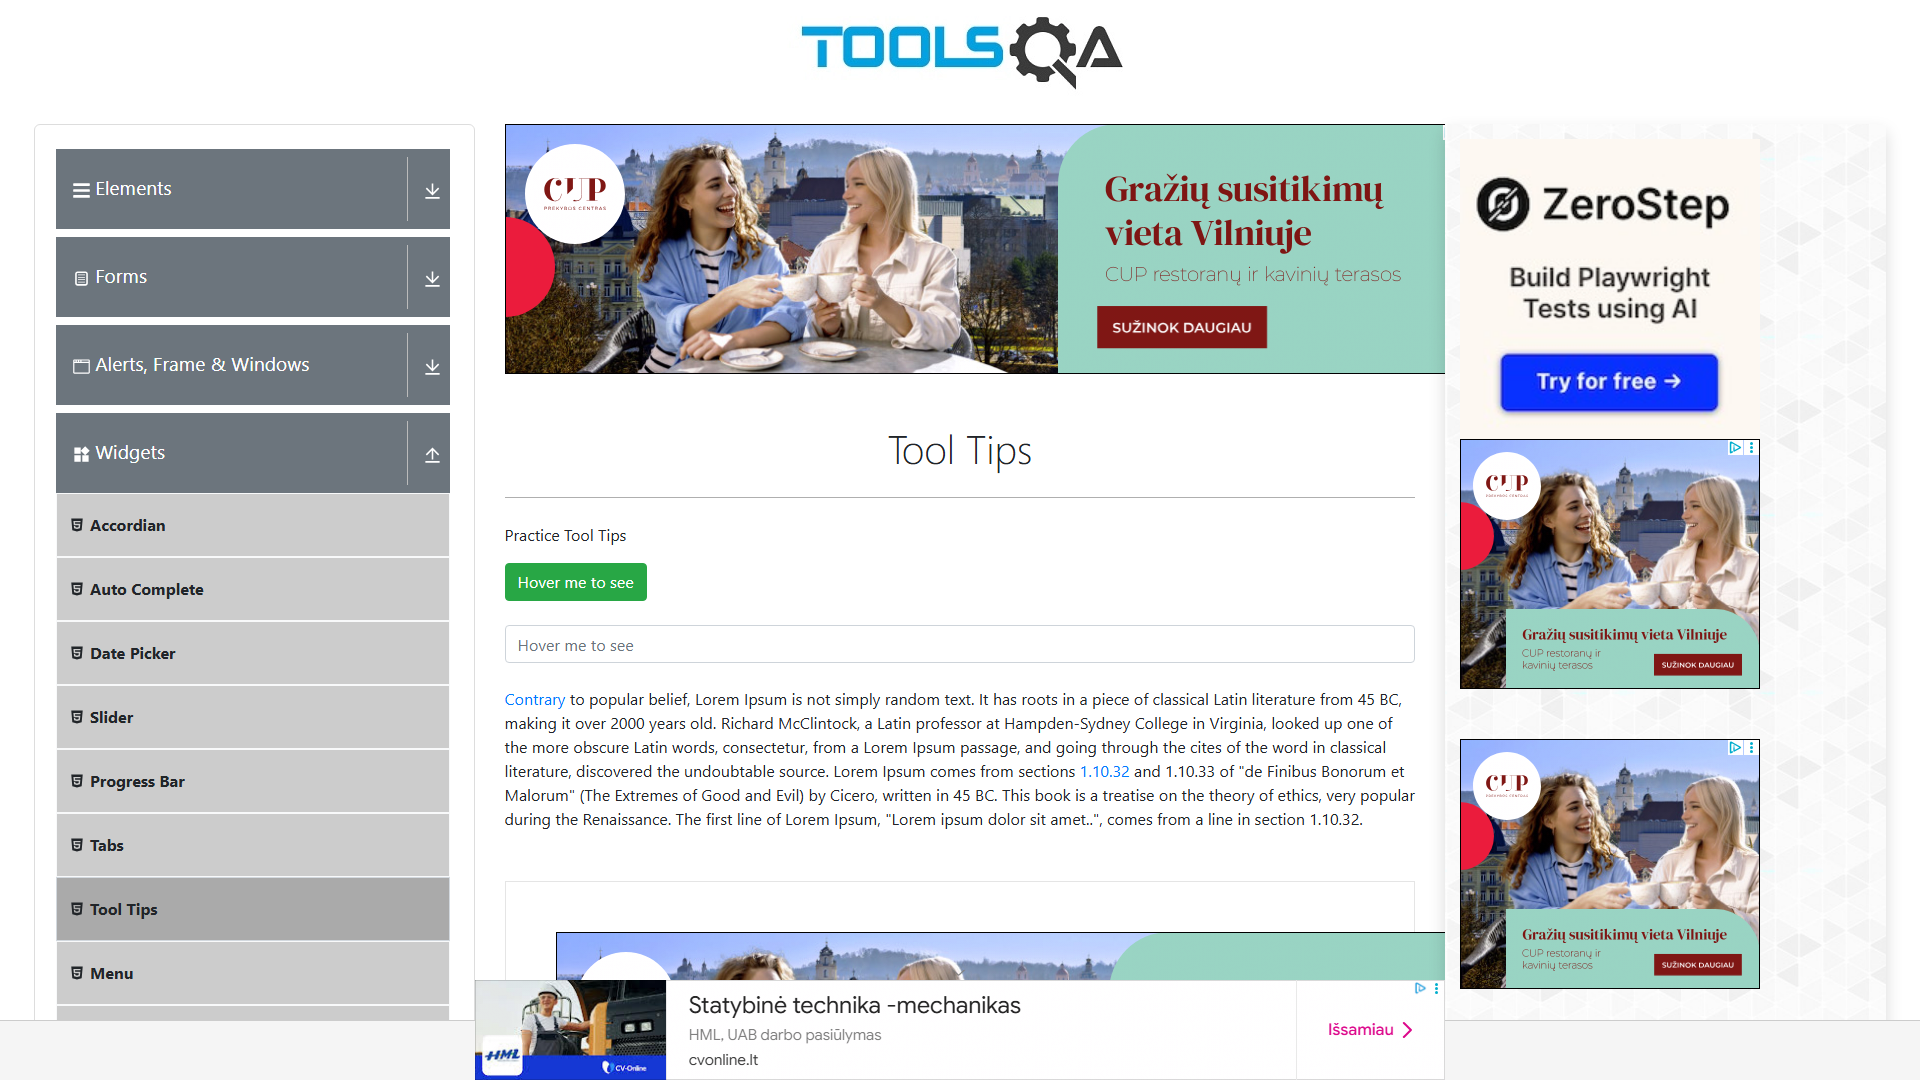 TOOLSQA
Elements
Forms
Alerts, Frame & Windows
Widgets
Accordian
Auto Complete
Date Picker
Slider
Progress Bar
Tabs
Tool Tips
Menu
CUP
PREKYBOS CENTRAS
Gražių susitikimų
vieta Vilniuje
CUP restoranų ir kavinių terasos
SUŽINOK DAUGIAU
Tool Tips
Practice Tool Tips
Hover me to see
Hover me to see
Contrary to popular belief, Lorem Ipsum is not simply random text. It has roots in a piece of classical Latin literature from 45 BC,
making it over 2000 years old. Richard McClintock, a Latin professor at Hampden-Sydney College in Virginia, looked up one of
the more obscure Latin words, consectetur, from a Lorem Ipsum passage, and going through the cites of the word in classical
literature, discovered the undoubtable source. Lorem Ipsum comes from sections 1.10.32 and 1.10.33 of "de Finibus Bonorum et
Malorum" (The Extremes of Good and Evil) by Cicero, written in 45 BC. This book is a treatise on the theory of ethics, very popular
during the Renaissance. The first line of Lorem Ipsum, "Lorem ipsum dolor sit amet..", comes from a line in section 1.10.32.
HML
CV-Online
Statybinė technika -mechanikas
HML, UAB darbo pasiūlymas
cvonline.lt
Išsamiau
ZeroStep
Build Playwright
Tests using AI
Try for free →
CUP
PREKYBOS CENTRAS
Gražių susitikimų vieta Vilniuje
CUP restoranų ir
kavinių terasos
SUŽINOK DAUGIAU
CUP
PREKYBOS CENTRAS
Gražių susitikimų vieta Vilniuje
CUP restoranų ir
kavinių terasos
SUŽINOK DAUGIAU